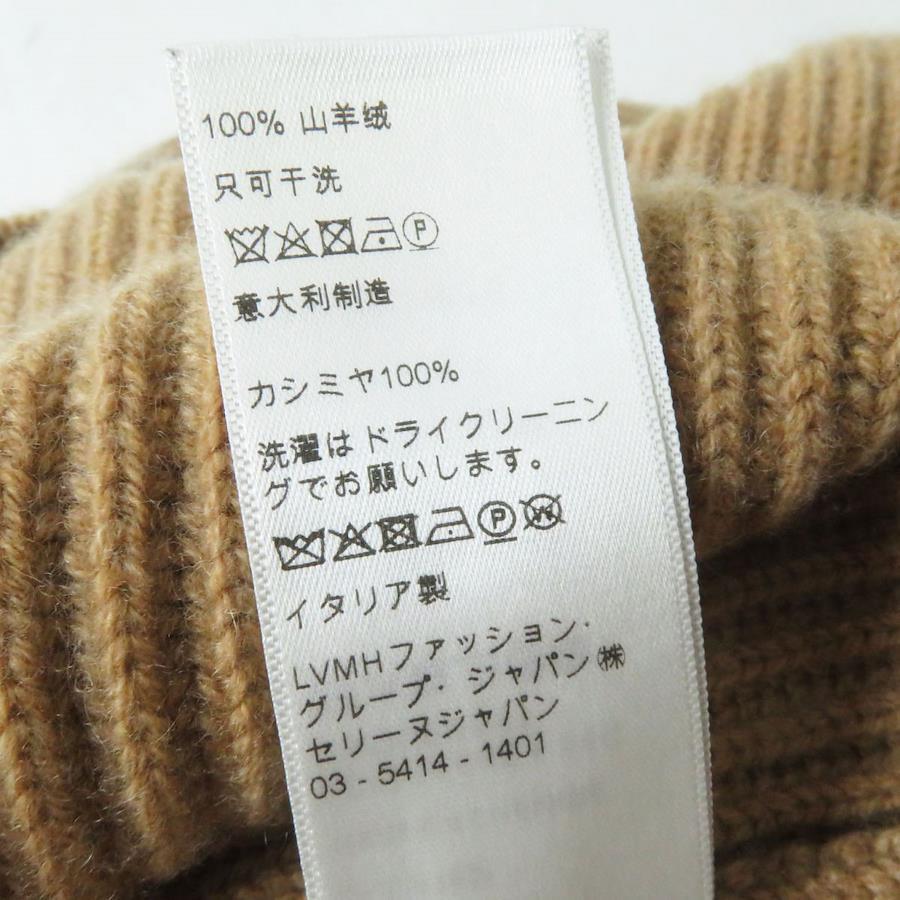 100% 山羊绒
只可干洗
P
意大利制造
カシミヤ100%
洗濯はドライクリーニン
グでお願いします。
P
イタリア製
LVMHファッション·
グループ· ジャパン㈱
セリーヌジャパン
03 - 5414 - 1401